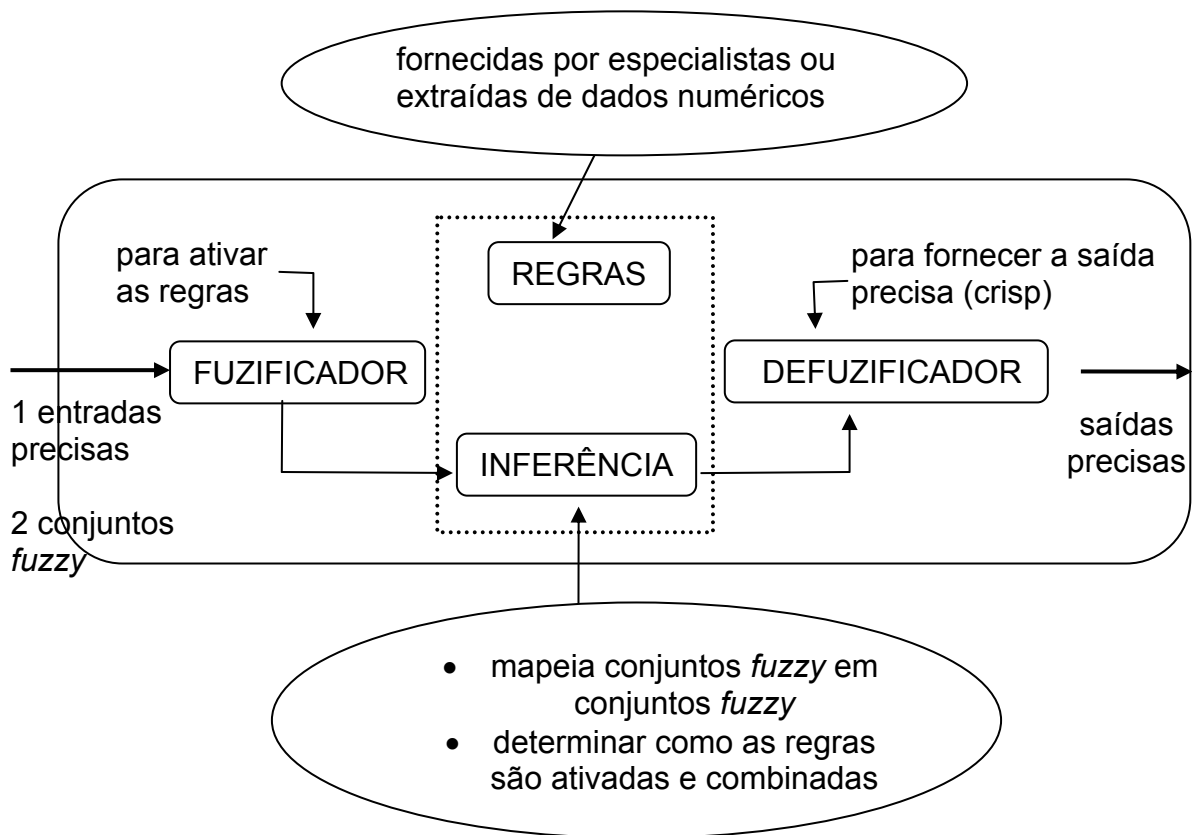 fornecidas por especialistas ou
extraídas de dados numéricos
para ativar
as regras
REGRAS
para fornecer a saída
precisa (crisp)
FUZIFICADOR
DEFUZIFICADOR
1 entradas
precisas
2 conjuntos
fuzzy
INFERÊNCIA
saídas
precisas
• mapeia conjuntos fuzzy em
conjuntos fuzzy
• determinar como as regras
são ativadas e combinadas